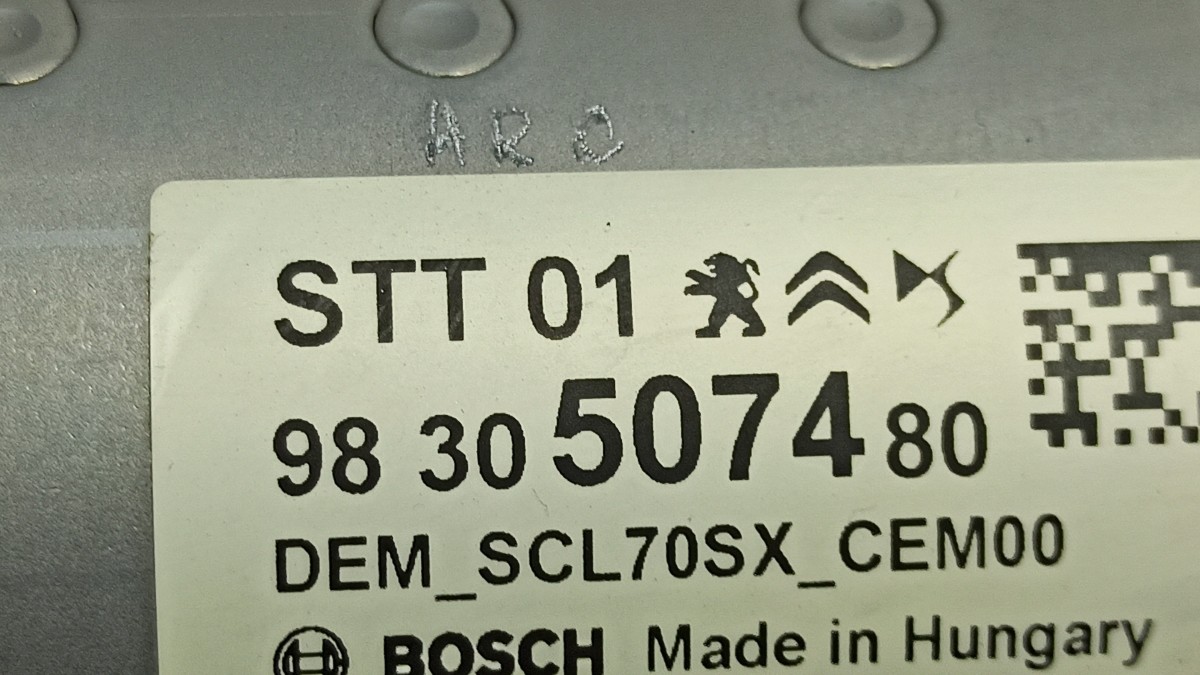 ARC
STT 01
98 30 5074 80
DEM_SCL70SX_CEM00
BOSCH Made in Hungary